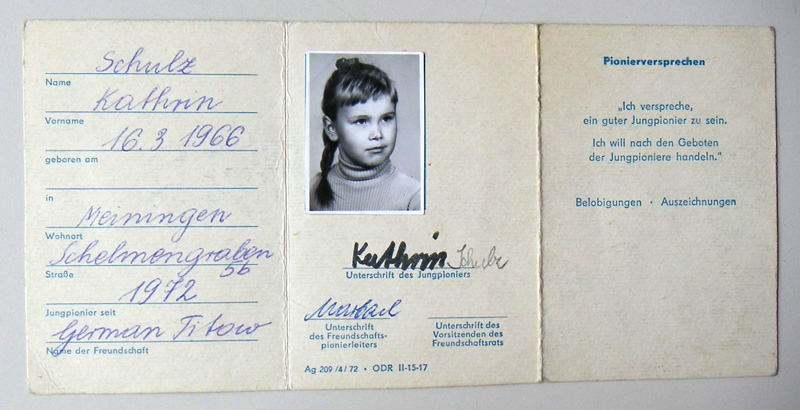 Schulz
Name
Kathrin
Vorname
16.3 1966
geboren am
in
Meiningen
Wohnort
Schelmengraben
56
Straße
1972
Jungpionier seit
German Titow
Name der Freundschaft
Kathrin Schulz
Unterschrift des Jungpioniers
Unterschrift
des Freundschafts-
pionierleiters
Unterschrift des
Vorsitzenden des
Freundschaftsrats
Ag 209/4/72 • ODR II-15-17
Pionierversprechen
„Ich verspreche,
ein guter Jungpionier zu sein.
Ich will nach den Geboten
der Jungpioniere handeln.“
Belobigungen · Auszeichnungen